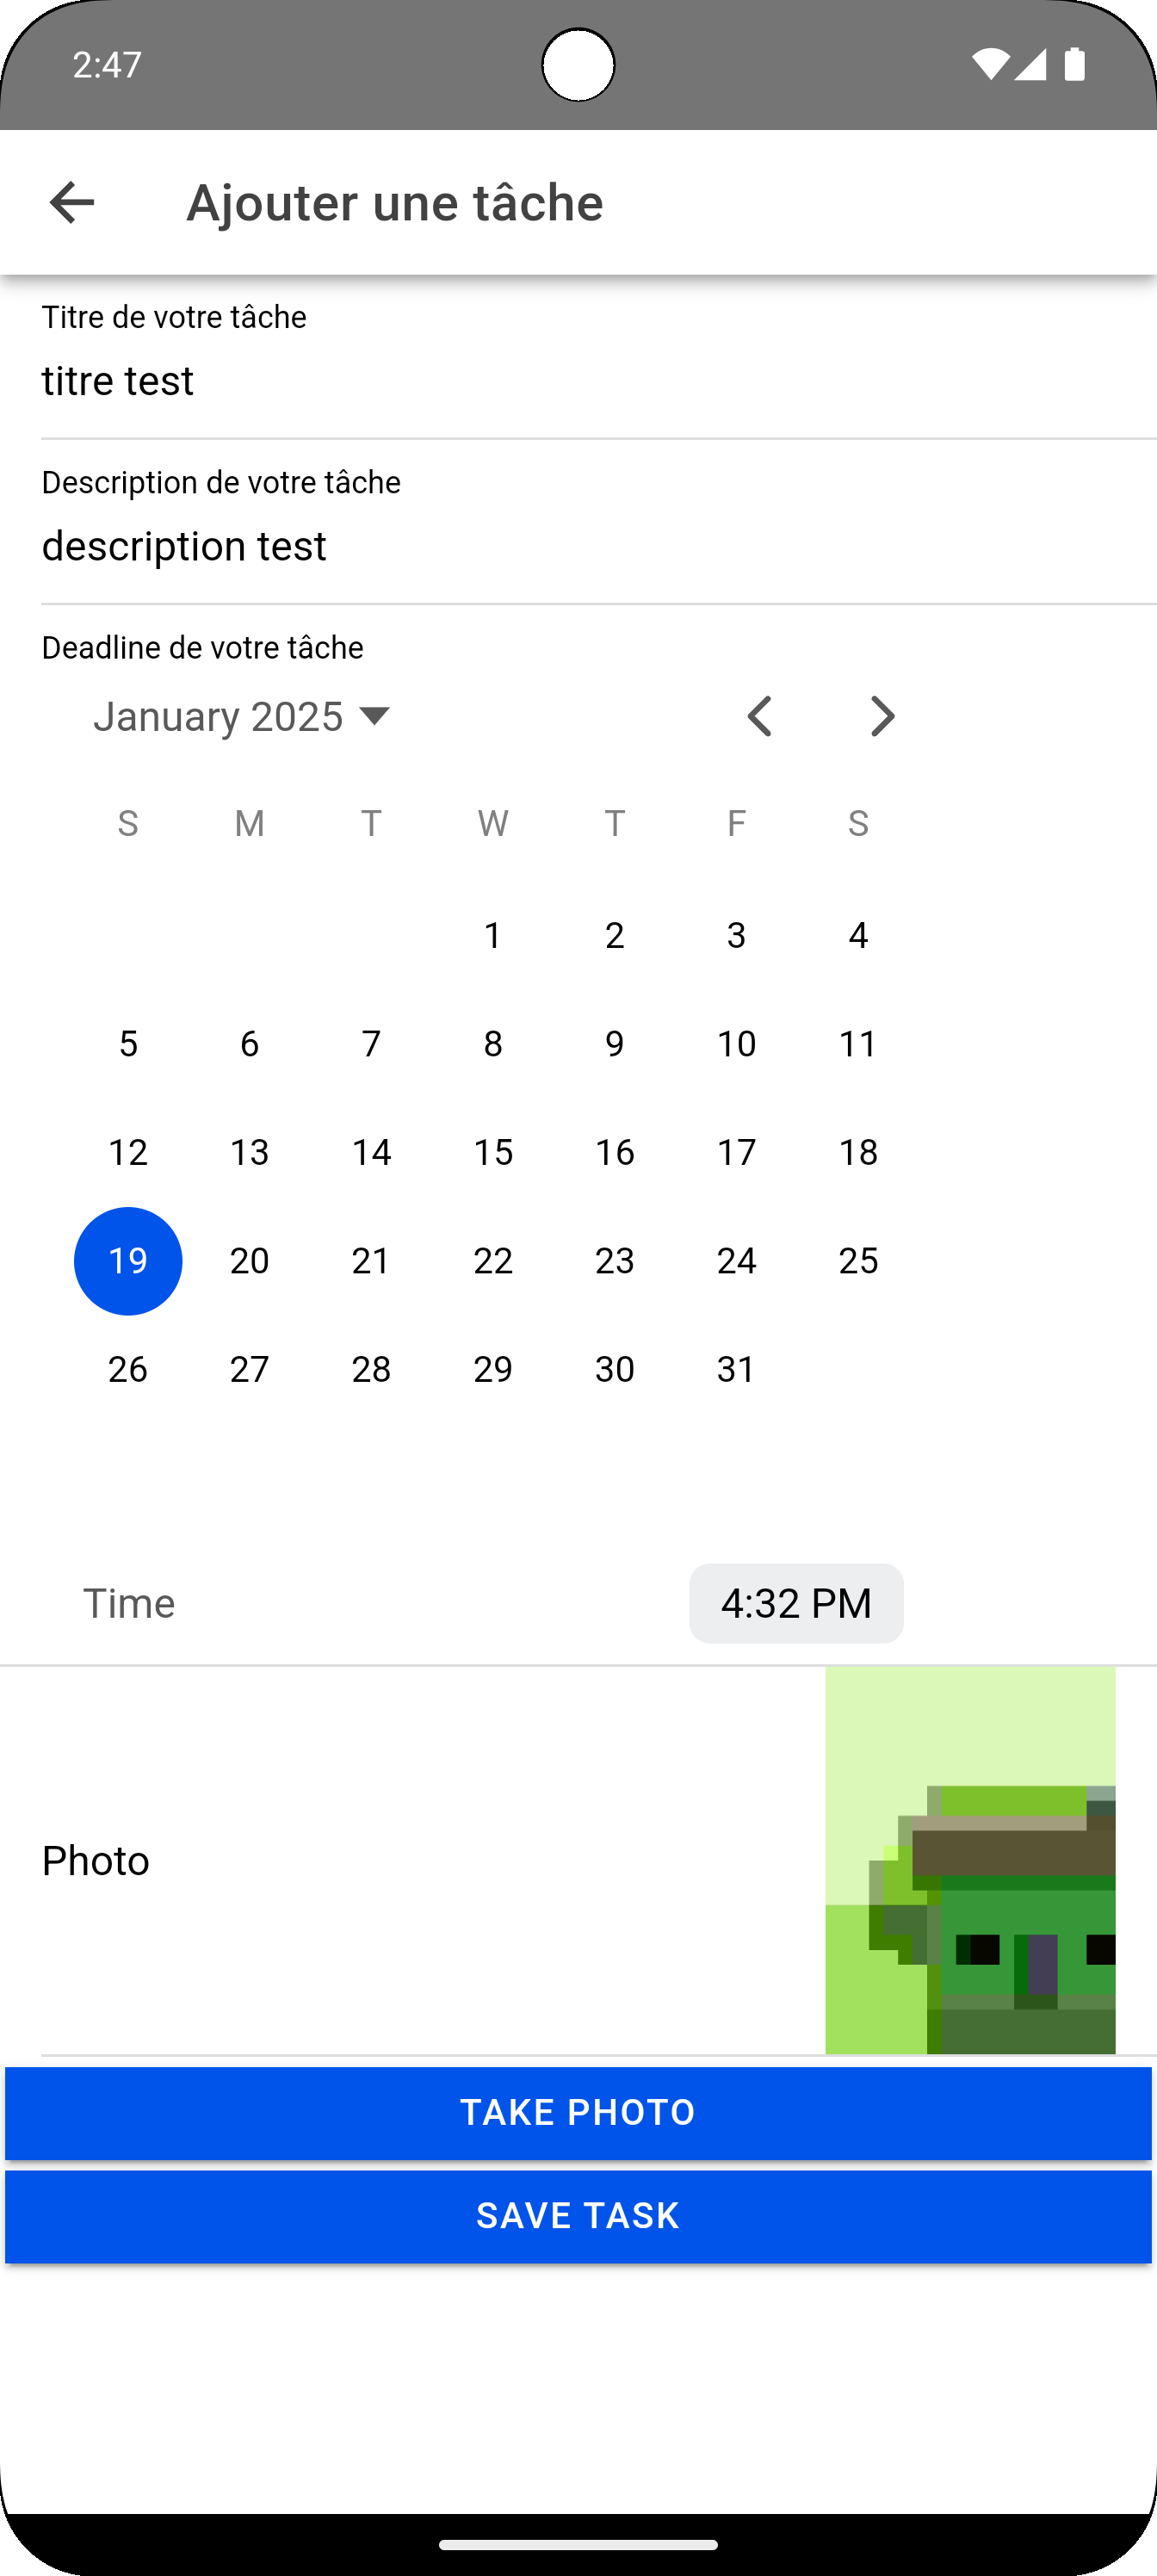 2:47
Ajouter une tâche
Titre de votre tâche
titre test
Description de votre tâche
description test
Deadline de votre tâche
January 2025
S M T W T F S
1 2 3 4
5 6 7 8 9 10 11
12 13 14 15 16 17 18
19 20 21 22 23 24 25
26 27 28 29 30 31
Time 4:32 PM
Photo
TAKE PHOTO
SAVE TASK